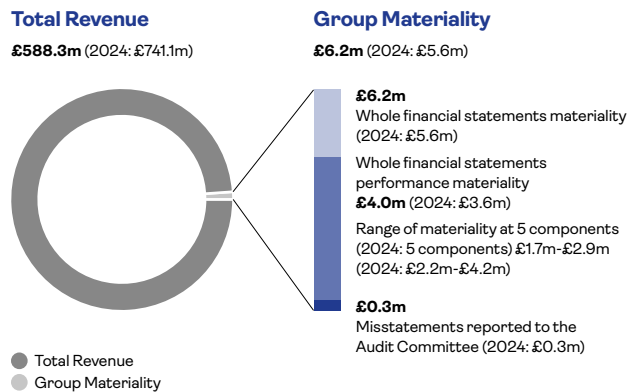 Total Revenue
£588.3m (2024: £741.1m)
Group Materiality
£6.2m (2024: £5.6m)
£6.2m
Whole financial statements materiality
(2024: £5.6m)
Whole financial statements
performance materiality
£4.0m (2024: £3.6m)
Range of materiality at 5 components
(2024: 5 components) £1.7m-£2.9m
(2024: £2.2m-£4.2m)
£0.3m
Misstatements reported to the
Audit Committee (2024: £0.3m)
Total Revenue
Group Materiality